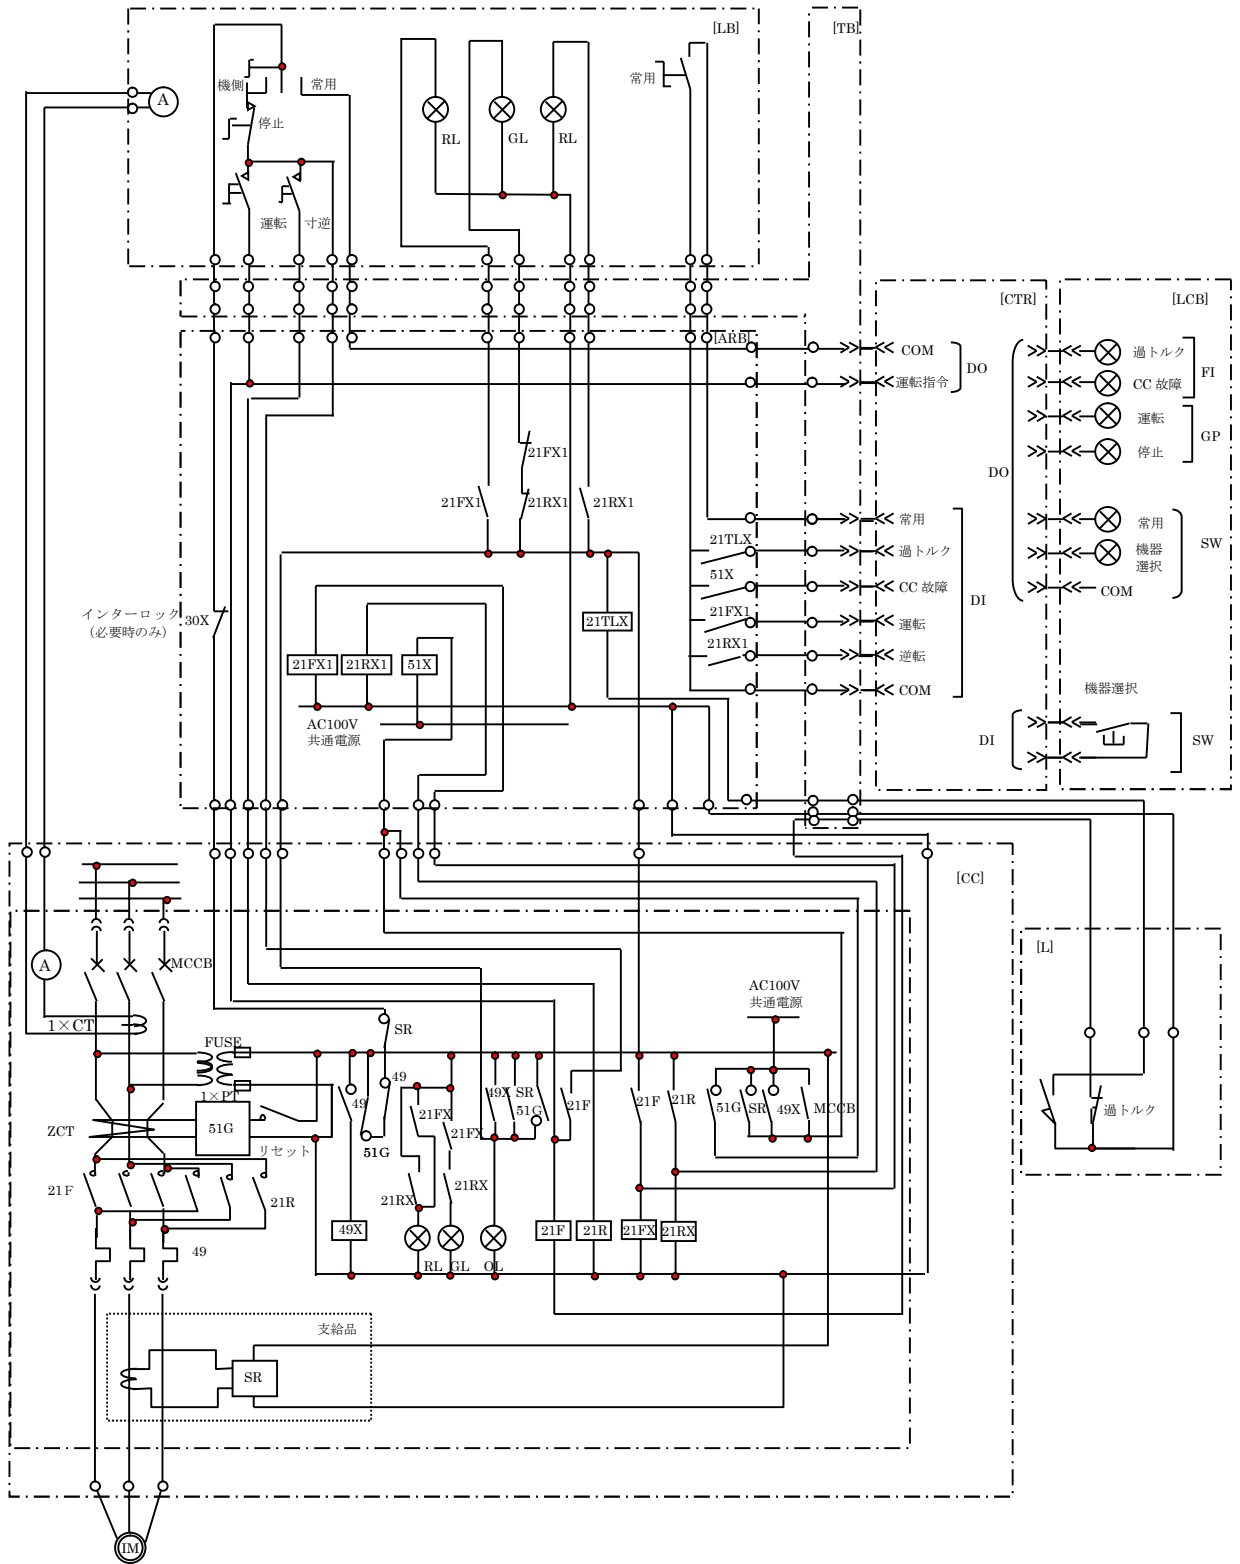 [LB]
[TB]
機側
常用
常用
A
停止
RL
GL
RL
運転
寸逆
[CTR]
[LCB]
[ARB]
COM
DO
過トルク
FI
運転指令
CC 故障
運転
GP
21FX1
停止
DO
21FX1
21RX1
21RX1
常用
常用
SW
21TLX
過トルク
機器
選択
51X
CC 故障
COM
DI
インターロック
(必要時のみ)
30X
21TLX
21FX1
運転
21RX1
逆転
21FX1
21RX1
51X
COM
機器選択
AC100V
共通電源
DI
SW
[CC]
[L]
A
MCCB
AC100V
共通電源
1×CT
SR
FUSE
49
1×PT
49
49X
SR
51G
21F
21F
21R
51G
SR
49X
MCCB
過トルク
21FX
21FX
ZCT
51G
リセット
51G
21F
21R
21RX
21RX
49X
21F
21R
21FX
21RX
49
RL
GL
OL
支給品
SR
IM